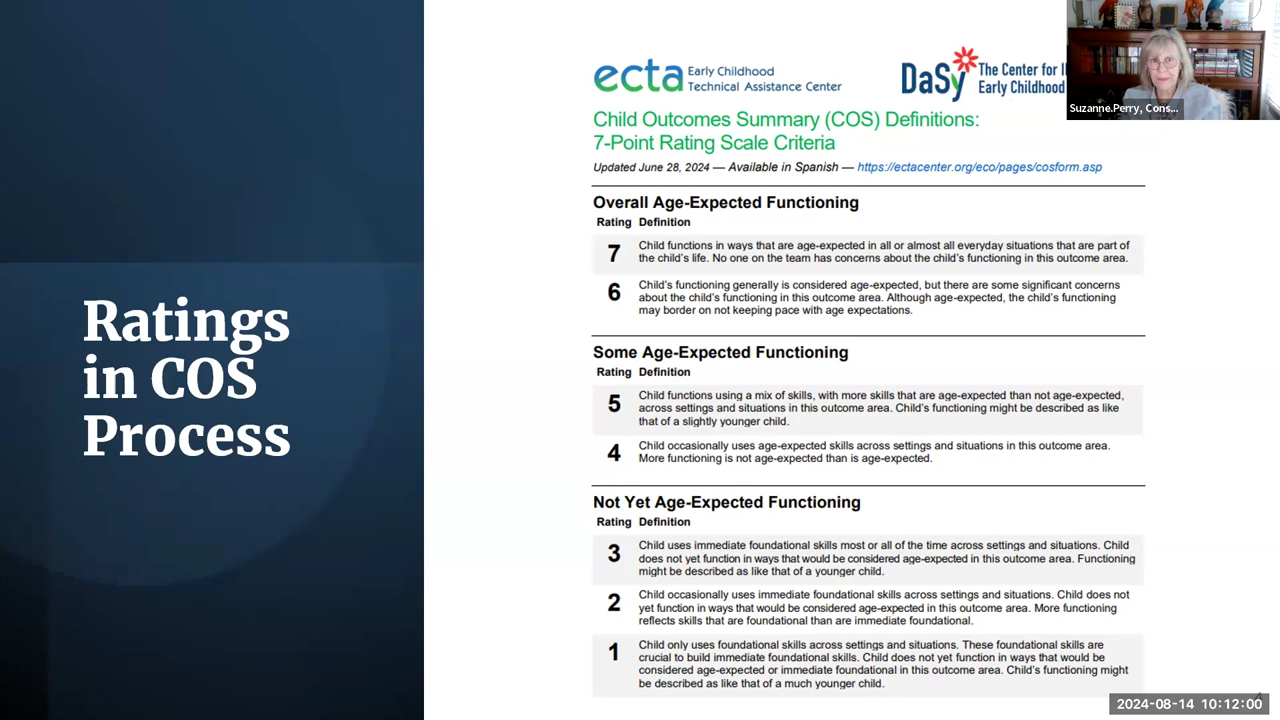 Ratings
in COS
Process
ecta Early Childhood
Technical Assistance Center
DaSy The Center for
Early Childhood
Suzanne.Perry, Cons...
Child Outcomes Summary (COS) Definitions:
7-Point Rating Scale Criteria
Updated June 28, 2024 — Available in Spanish — https://ectacenter.org/eco/pages/cosform.asp
Overall Age-Expected Functioning
Rating Definition
7 Child functions in ways that are age-expected in all or almost all everyday situations that are part of
the child's life. No one on the team has concerns about the child's functioning in this outcome area.
6 Child's functioning generally is considered age-expected, but there are some significant concerns
about the child's functioning in this outcome area. Although age-expected, the child's functioning
may border on not keeping pace with age expectations.
Some Age-Expected Functioning
Rating Definition
5 Child functions using a mix of skills, with more skills that are age-expected than not age-expected,
across settings and situations in this outcome area. Child's functioning might be described as like
that of a slightly younger child.
4 Child occasionally uses age-expected skills across settings and situations in this outcome area.
More functioning is not age-expected than is age-expected.
Not Yet Age-Expected Functioning
Rating Definition
3 Child uses immediate foundational skills most or all of the time across settings and situations. Child
does not yet function in ways that would be considered age-expected in this outcome area. Functioning
might be described as like that of a younger child.
2 Child occasionally uses immediate foundational skills across settings and situations. Child does not
yet function in ways that would be considered age-expected in this outcome area. More functioning
reflects skills that are foundational than are immediate foundational.
1 Child only uses foundational skills across settings and situations. These foundational skills are
crucial to build immediate foundational skills. Child does not yet function in ways that would be
considered age-expected or immediate foundational in this outcome area. Child's functioning might
be described as like that of a much younger child.
2024-08-14 10:12:00